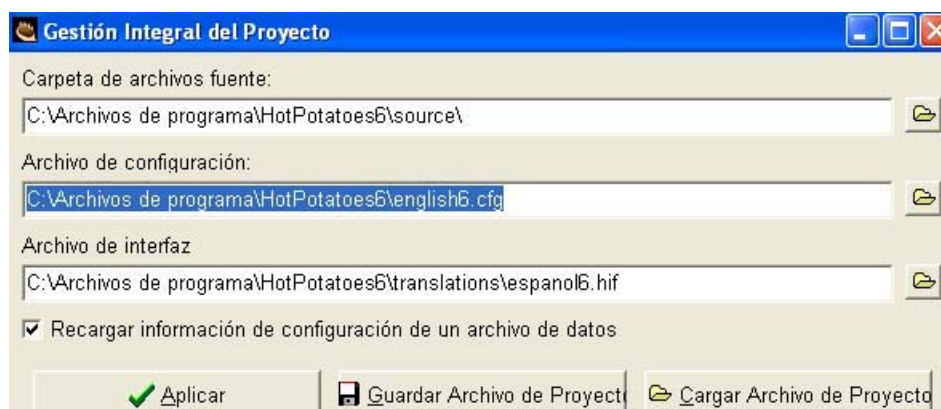 Gestión Integral del Proyecto
Carpeta de archivos fuente:
C:\Archivos de programa\HotPotatoes6\source\
Archivo de configuración:
C:\Archivos de programa\HotPotatoes6\english6.cfg
Archivo de interfaz
C:\Archivos de programa\HotPotatoes6\translations\espanol6.hif
Recargar información de configuración de un archivo de datos
Aplicar
Guardar Archivo de Proyecto
Cargar Archivo de Proyecto